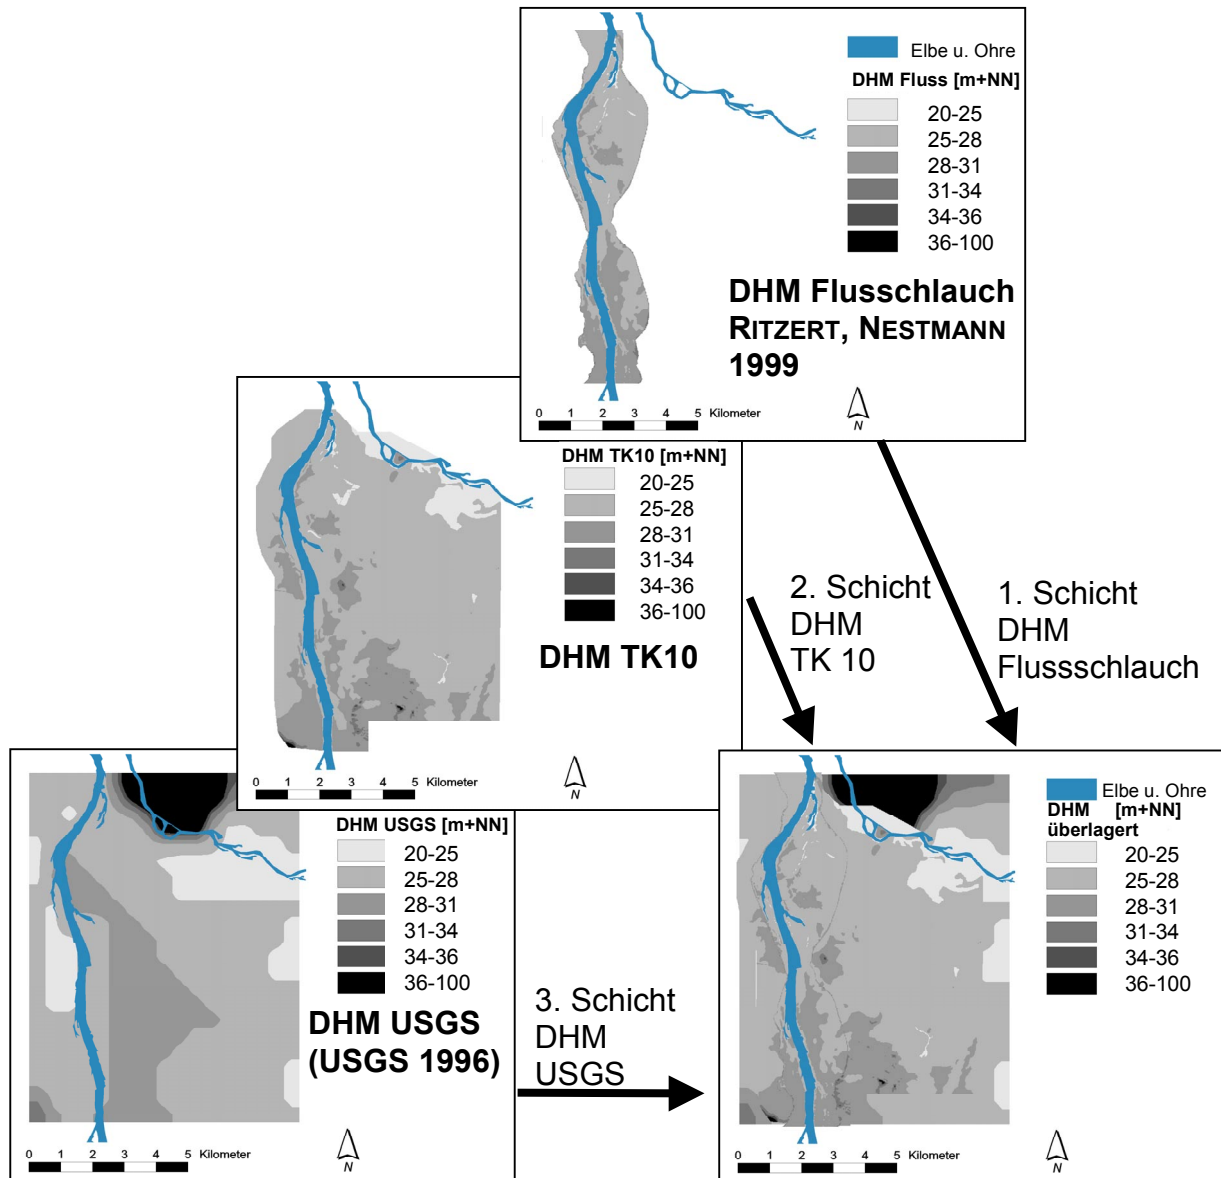 Elbe u. Ohre
DHM Fluss [m+NN]
20-25
25-28
28-31
31-34
34-36
36-100
DHM Flusschlauch
RITZERT, NESTMANN
1999
0 1 2 3 4 5 Kilometer
N
DHM TK10 [m+NN]
20-25
25-28
28-31
31-34
34-36
36-100
DHM TK10
0 1 2 3 4 5 Kilometer
N
2. Schicht
DHM
TK 10
1. Schicht
DHM
Flussschlauch
DHM USGS [m+NN]
20-25
25-28
28-31
31-34
34-36
36-100
DHM USGS
(USGS 1996)
0 1 2 3 4 5 Kilometer
N
3. Schicht
DHM
USGS
Elbe u. Ohre
DHM [m+NN]
überlagert
20-25
25-28
28-31
31-34
34-36
36-100
0 1 2 3 4 5 Kilometer
N